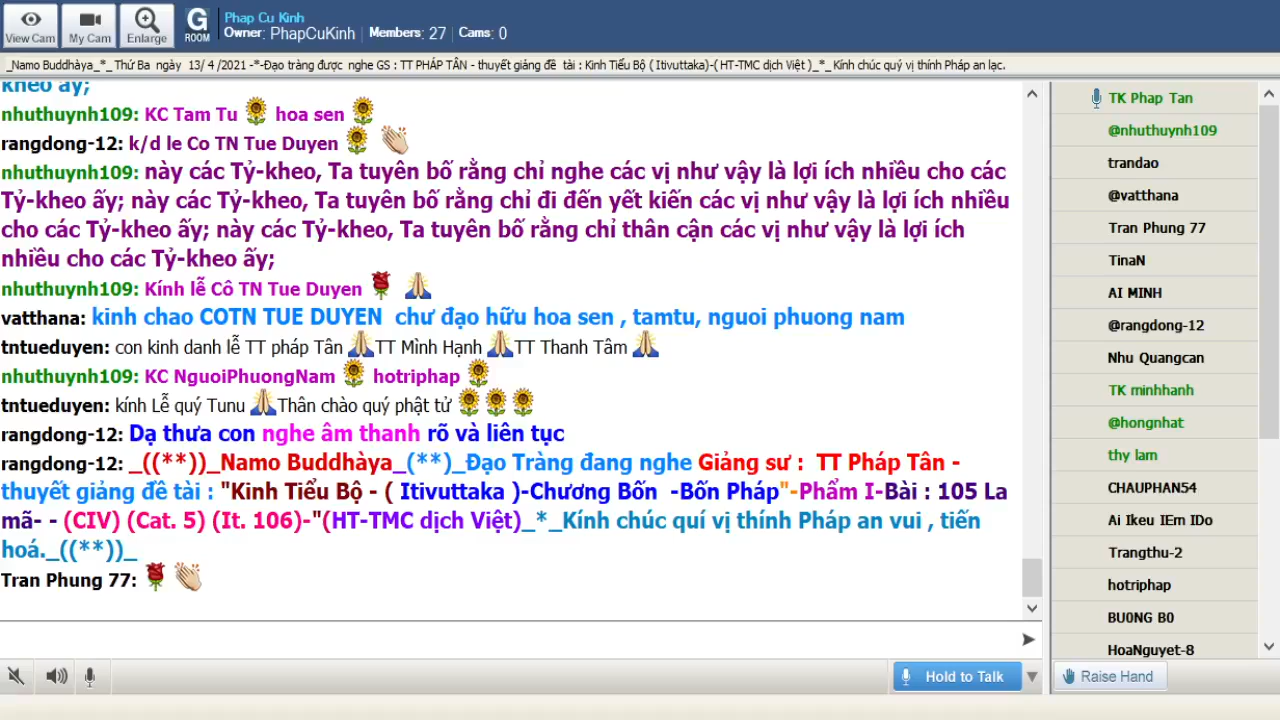 View Cam
My Cam
Enlarge
G
ROOM
Phap Cu Kinh
Owner: PhapCuKinh
Members: 27
Cams: 0
_Namo Buddhàya_*_ Thứ Ba ngày 13/ 4 /2021 -*-Đạo tràng được nghe GS : TT PHÁP TÂN - thuyết giảng đề tài : Kinh Tiểu Bộ ( Itivuttaka)-( HT-TMC dịch Việt )_*_ Kính chúc quý vị thính Pháp an lạc.
kheo ấy;
nhuthuynh109: KC Tam Tu 🌻 hoa sen 🌻
rangdong-12: k/d le Co TN Tue Duyen 🌻 👏
nhuthuynh109: này các Tỷ-kheo, Ta tuyên bố rằng chỉ nghe các vị như vậy là lợi ích nhiều cho các
Tỷ-kheo ấy; này các Tỷ-kheo, Ta tuyên bố rằng chỉ đi đến yết kiến các vị như vậy là lợi ích nhiều
cho các Tỷ-kheo ấy; này các Tỷ-kheo, Ta tuyên bố rằng chỉ thân cận các vị như vậy là lợi ích
nhiều cho các Tỷ-kheo ấy;
nhuthuynh109: Kính lễ Cô TN Tue Duyen 🌹 🙏
vatthana: kinh chao COTN TUE DUYEN chư đạo hữu hoa sen , tamtu, nguoi phuong nam
tntueduyen: con kinh danh lễ TT pháp Tân 🙏TT Mình Hạnh 🙏TT Thanh Tâm 🙏
nhuthuynh109: KC NguoiPhuongNam 🌻 hotriphap 🌻
tntueduyen: kính Lễ quý Tunu 🙏Thân chào quý phật tử 🌻🌻🌻
rangdong-12: Dạ thưa con nghe âm thanh rõ và liên tục
rangdong-12: _((**))_Namo Buddhàya_(**)_Đạo Tràng đang nghe Giảng sư : TT Pháp Tân -
thuyết giảng đề tài : "Kinh Tiểu Bộ - ( Itivuttaka )-Chương Bốn -Bốn Pháp"-Phẩm I-Bài : 105 La
mã- - (CIV) (Cat. 5) (It. 106)-"(HT-TMC dịch Việt)_*_Kính chúc quí vị thính Pháp an vui , tiến
hoá._((**))_
Tran Phung 77: 🌹 👏
Hold to Talk
TK Phap Tan
@nhuthuynh109
trandao
@vatthana
Tran Phung 77
TinaN
AI MINH
@rangdong-12
Nhu Quangcan
TK minhhanh
@hongnhat
thy lam
CHAUPHAN54
Ai Ikeu IEm IDo
Trangthu-2
hotriphap
BU0NG B0
HoaNguyet-8
Raise Hand